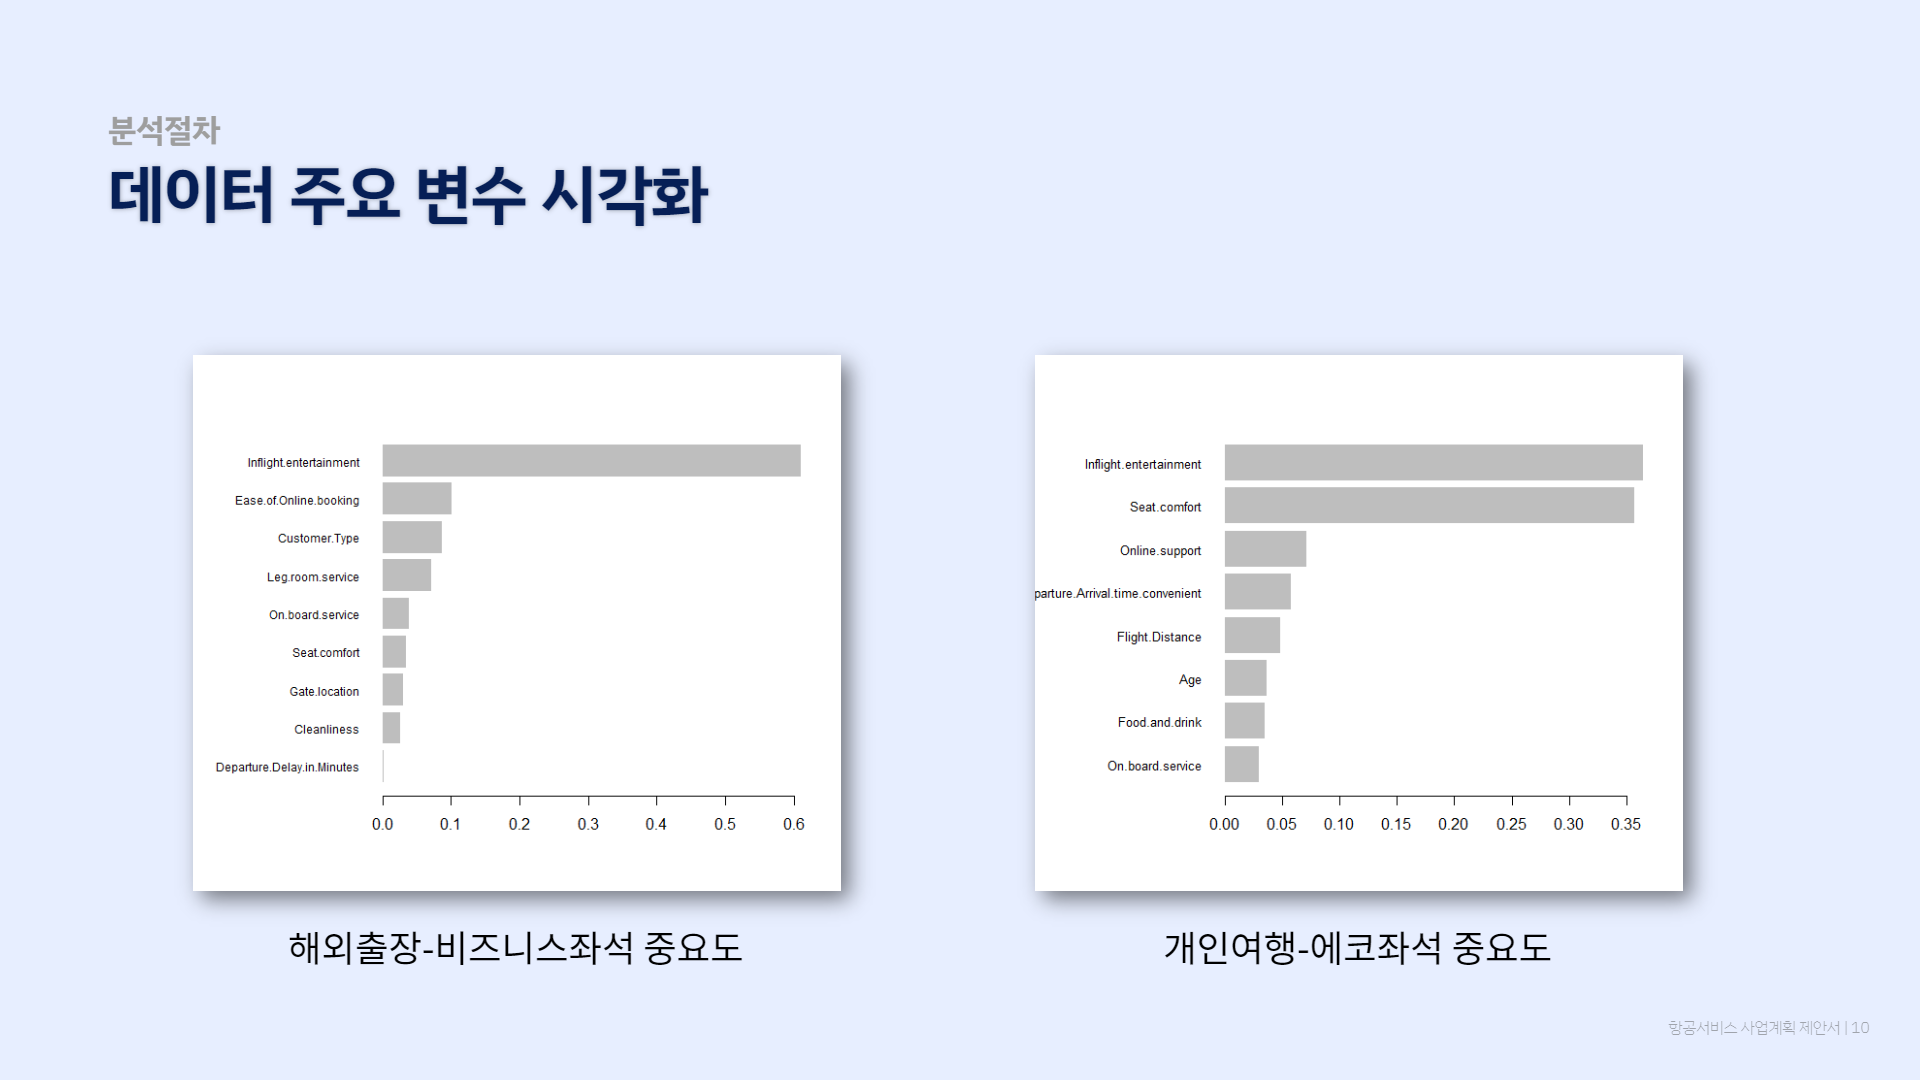 분석절차
데이터 주요 변수 시각화
Inflight.entertainment
Ease.of.Online.booking
Customer.Type
Leg.room.service
On.board.service
Seat.comfort
Gate.location
Cleanliness
Departure.Delay.in.Minutes
0.0 0.1 0.2 0.3 0.4 0.5 0.6
해외출장-비즈니스좌석 중요도
Inflight.entertainment
Seat.comfort
Online.support
parture.Arrival.time.convenient
Flight.Distance
Age
Food.and.drink
On.board.service
0.00 0.05 0.10 0.15 0.20 0.25 0.30 0.35
개인여행-에코좌석 중요도
항공서비스 사업계획 제안서 | 10